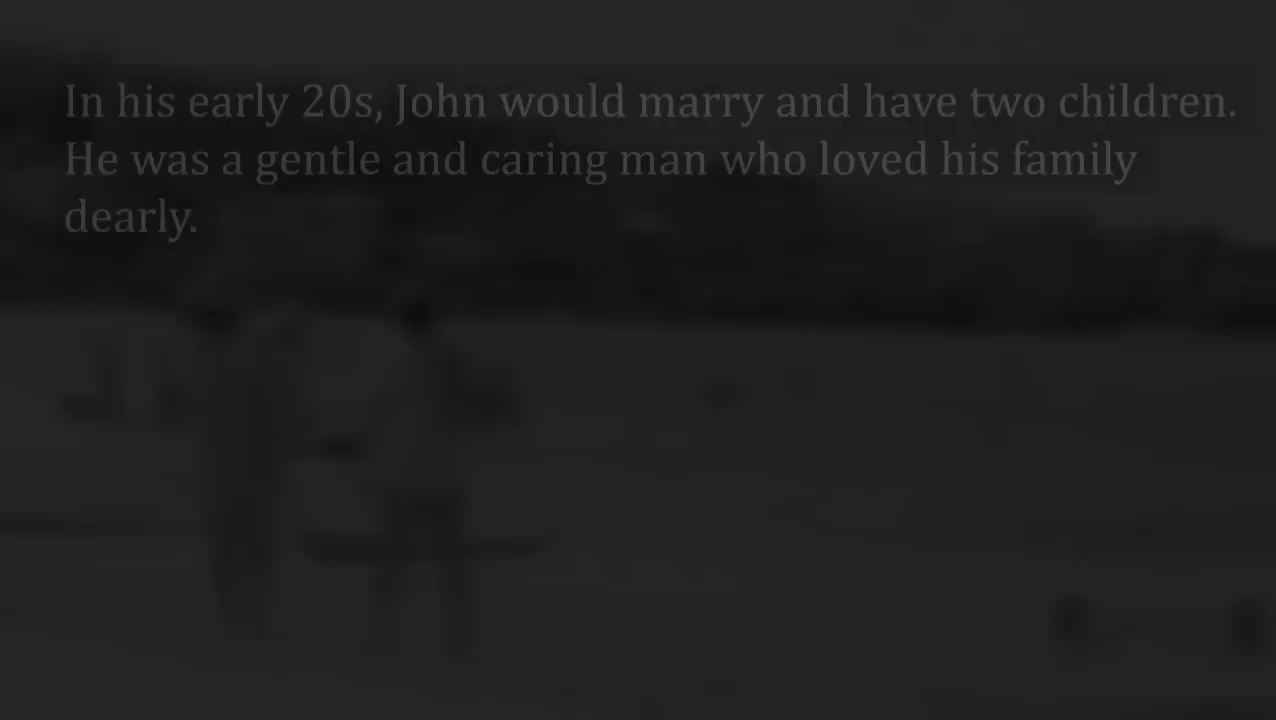 In his early 20s, John would marry and have two children.
He was a gentle and caring man who loved his family
dearly.